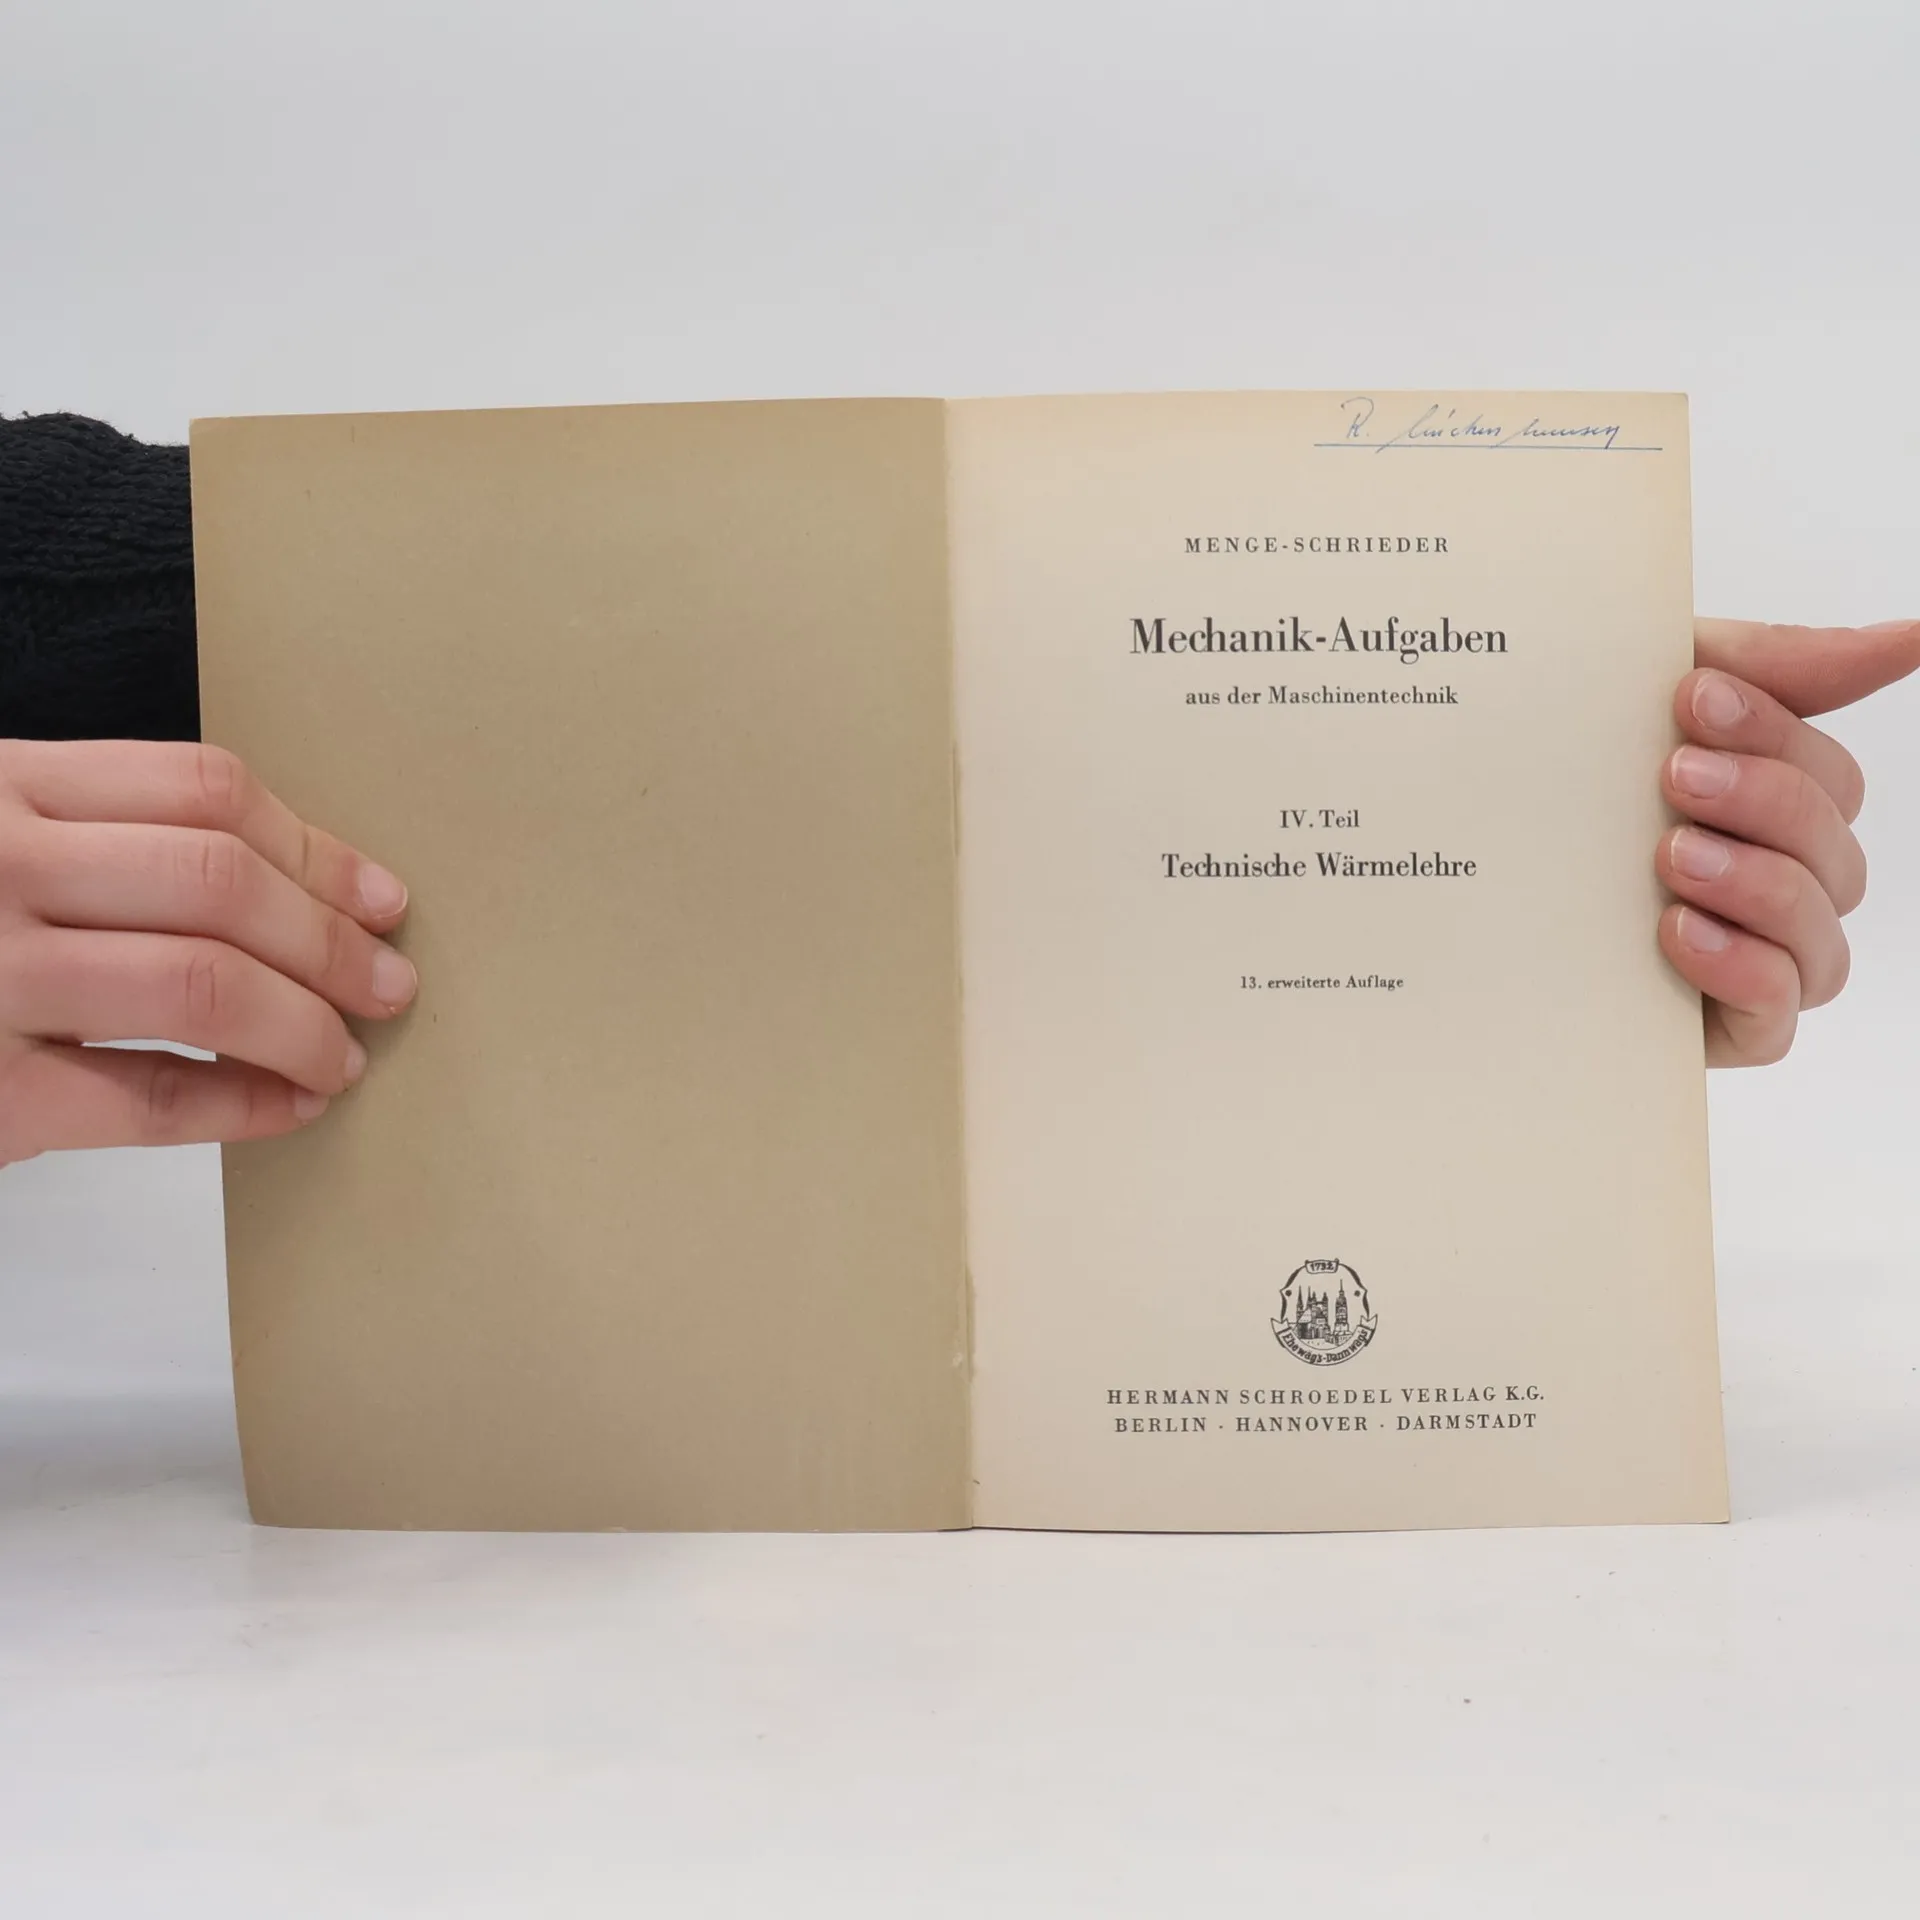 R.
MENGE-SCHRIEDER
Mechanik-Aufgaben
aus der Maschinentechnik
IV. Teil
Technische Wärmelehre
13. erweiterte Auflage
1792
HERMANN SCHROEDEL VERLAG K.G.
BERLIN · HANNOVER · DARMSTADT